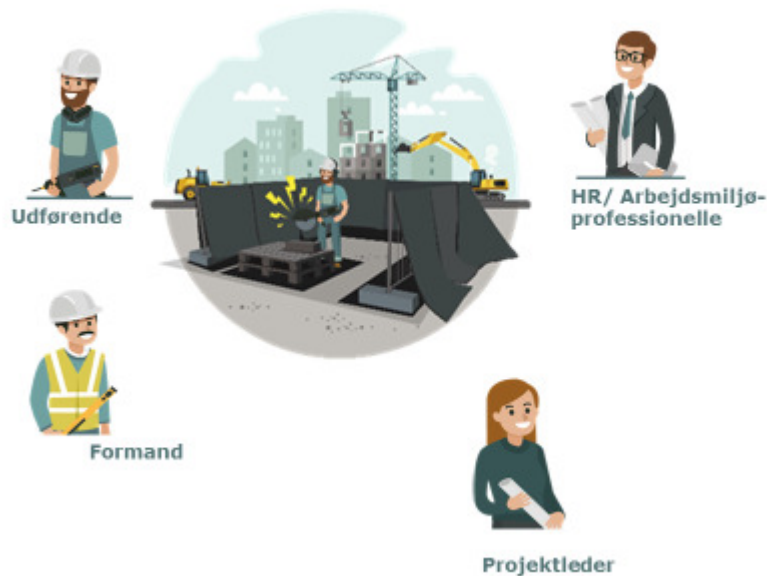 Udførende
HR/ Arbejdsmiljø-
professionelle
Formand
Projektleder